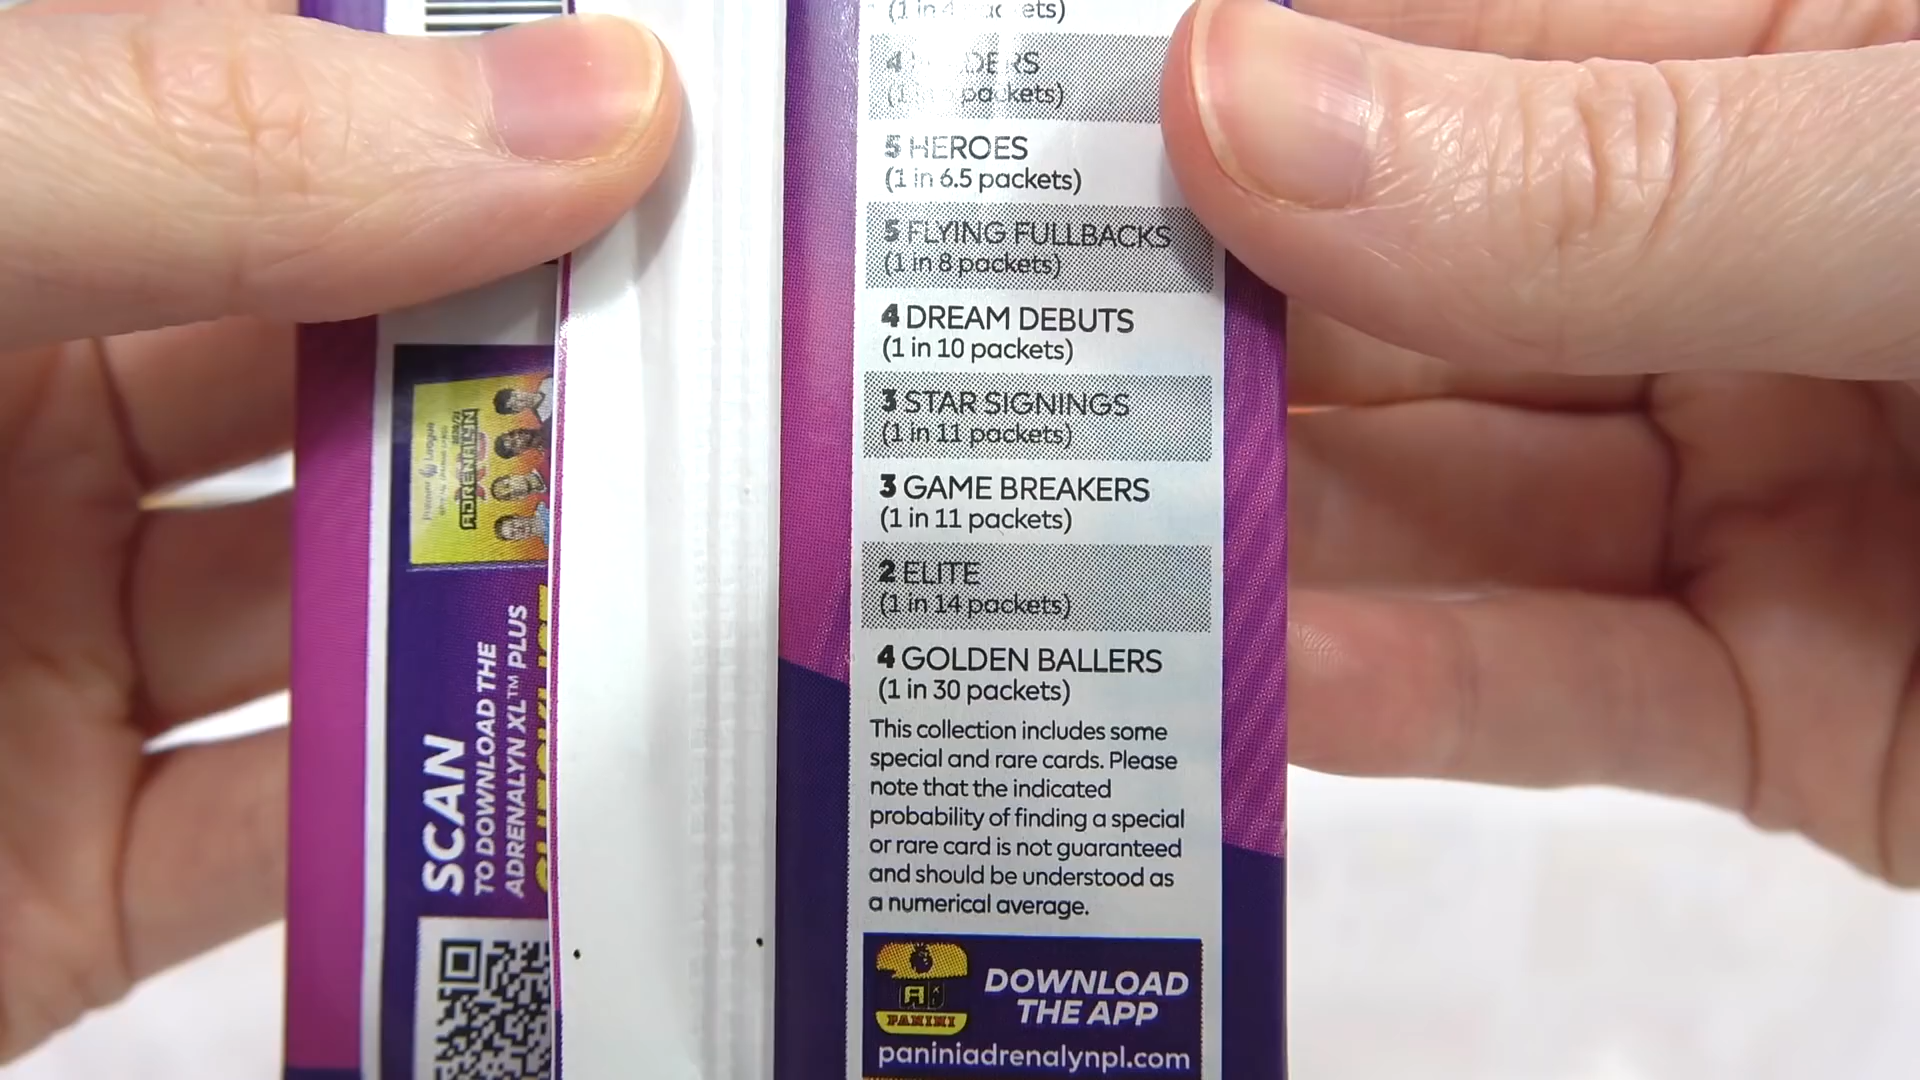 5 HEROES
(1 in 6.5 packets)
5 FLYING FULLBACKS
(1 in 8 packets)
4 DREAM DEBUTS
(1 in 10 packets)
3 STAR SIGNINGS
(1 in 11 packets)
3 GAME BREAKERS
(1 in 11 packets)
2 ELITE
(1 in 14 packets)
4 GOLDEN BALLERS
(1 in 30 packets)
This collection includes some
special and rare cards. Please
note that the indicated
probability of finding a special
or rare card is not guaranteed
and should be understood as
a numerical average.
PANINI
DOWNLOAD
THE APP
paniniadrenalynpl.com
SCAN
TO DOWNLOAD THE
ADRENALYN XL™ PLUS
Premier League
ADRENALYN